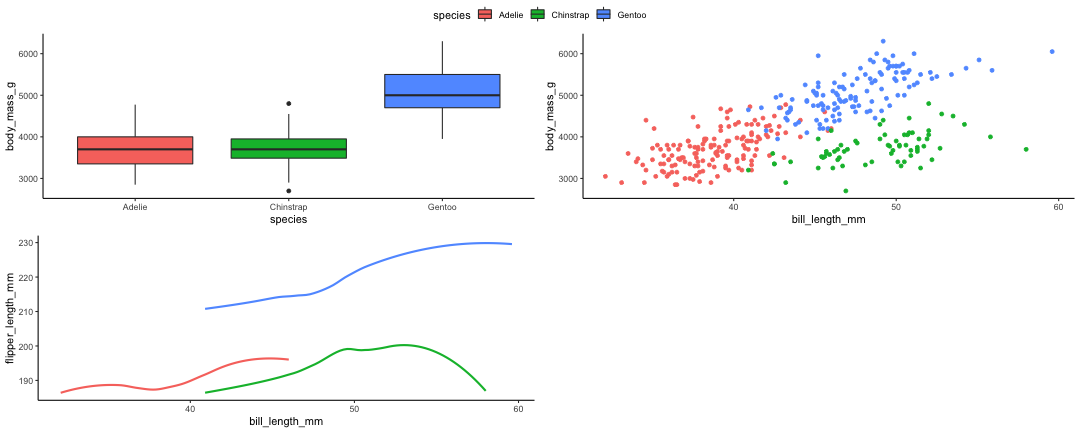 species Adelie Chinstrap Gentoo
body_mass_g
6000
5000
4000
3000
Adelie Chinstrap Gentoo
species
body_mass_g
6000
5000
4000
3000
40 50 60
bill_length_mm
flipper_length_mm
230
220
210
200
190
40 50 60
bill_length_mm